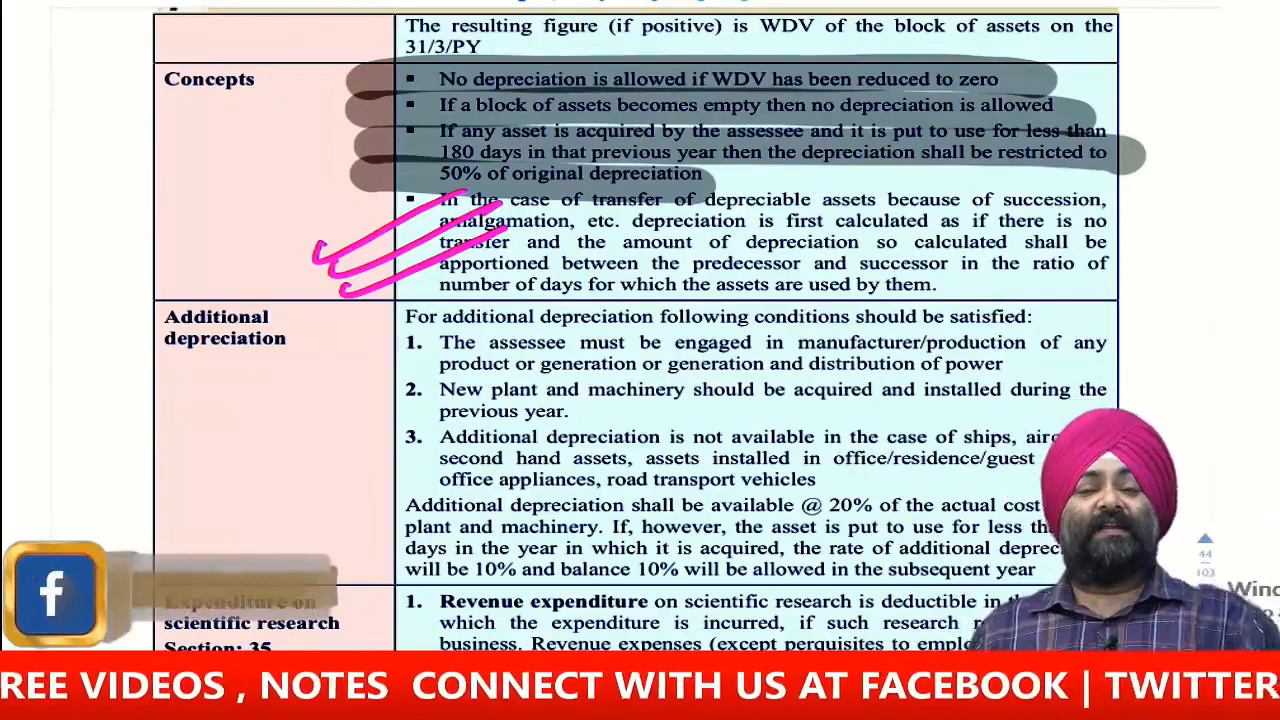 The resulting figure (if positive) is WDV of the block of assets on the
31/3/PY
Concepts
▪ No depreciation is allowed if WDV has been reduced to zero
▪ If a block of assets becomes empty then no depreciation is allowed
▪ If any asset is acquired by the assessee and it is put to use for less than
180 days in that previous year then the depreciation shall be restricted to
50% of original depreciation
▪ In the case of transfer of depreciable assets because of succession,
amalgamation, etc. depreciation is first calculated as if there is no
transfer and the amount of depreciation so calculated shall be
apportioned between the predecessor and successor in the ratio of
number of days for which the assets are used by them.
Additional
depreciation
For additional depreciation following conditions should be satisfied:
1. The assessee must be engaged in manufacturer/production of any
product or generation or generation and distribution of power
2. New plant and machinery should be acquired and installed during the
previous year.
3. Additional depreciation is not available in the case of ships,
second hand assets, assets installed in office/residence/guest
office appliances, road transport vehicles
Additional depreciation shall be available @ 20% of the actual cost
plant and machinery. If, however, the asset is put to use for less
days in the year in which it is acquired, the rate of additional
will be 10% and balance 10% will be allowed in the subsequent year
Expenditure on
scientific research
Section: 35
1. Revenue expenditure on scientific research is deductible in
which the expenditure is incurred, if such research
business. Revenue expenses (except perquisites to
44
103
f
REE VIDEOS , NOTES CONNECT WITH US AT FACEBOOK | TWITTER